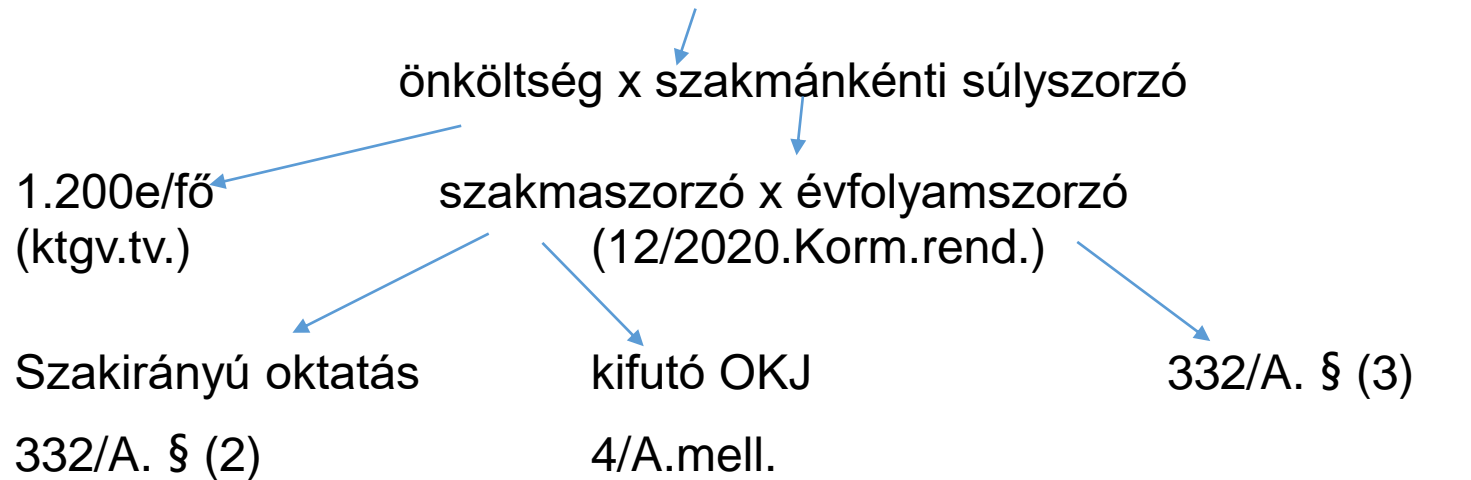 önköltség x szakmánkénti súlyszorzó
1.200e/fő szakmaszorzó x évfolyamszorzó
(ktgv.tv.) (12/2020.Korm.rend.)
Szakirányú oktatás kifutó OKJ 332/A. § (3)
332/A. § (2) 4/A.mell.